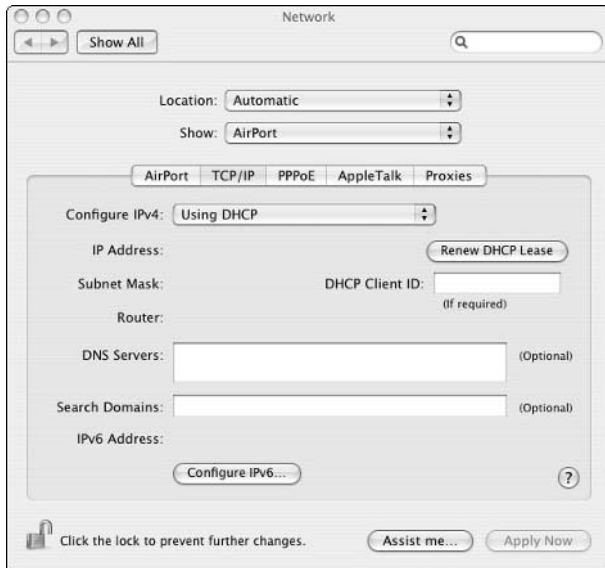 Network
Show All
Location: Automatic
Show: AirPort
AirPort TCP/IP PPPoE AppleTalk Proxies
Configure IPv4: Using DHCP
IP Address: Renew DHCP Lease
Subnet Mask: DHCP Client ID:
(If required)
Router:
DNS Servers: (Optional)
Search Domains: (Optional)
IPv6 Address:
Configure IPv6... ?
Click the lock to prevent further changes. Assist me... Apply Now